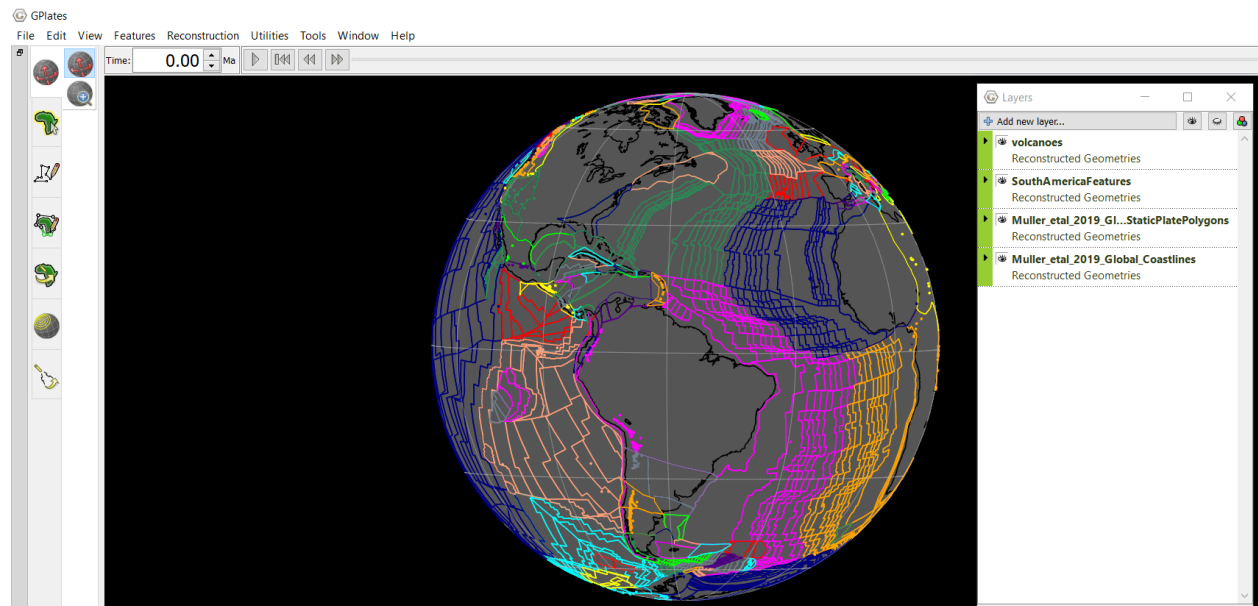 GPlates
File Edit View Features Reconstruction Utilities Tools Window Help
Time: 0.00 Ma
Layers
Add new layer...
volcanoes
Reconstructed Geometries
SouthAmericaFeatures
Reconstructed Geometries
Muller_etal_2019_Gl...StaticPlatePolygons
Reconstructed Geometries
Muller_etal_2019_Global_Coastlines
Reconstructed Geometries